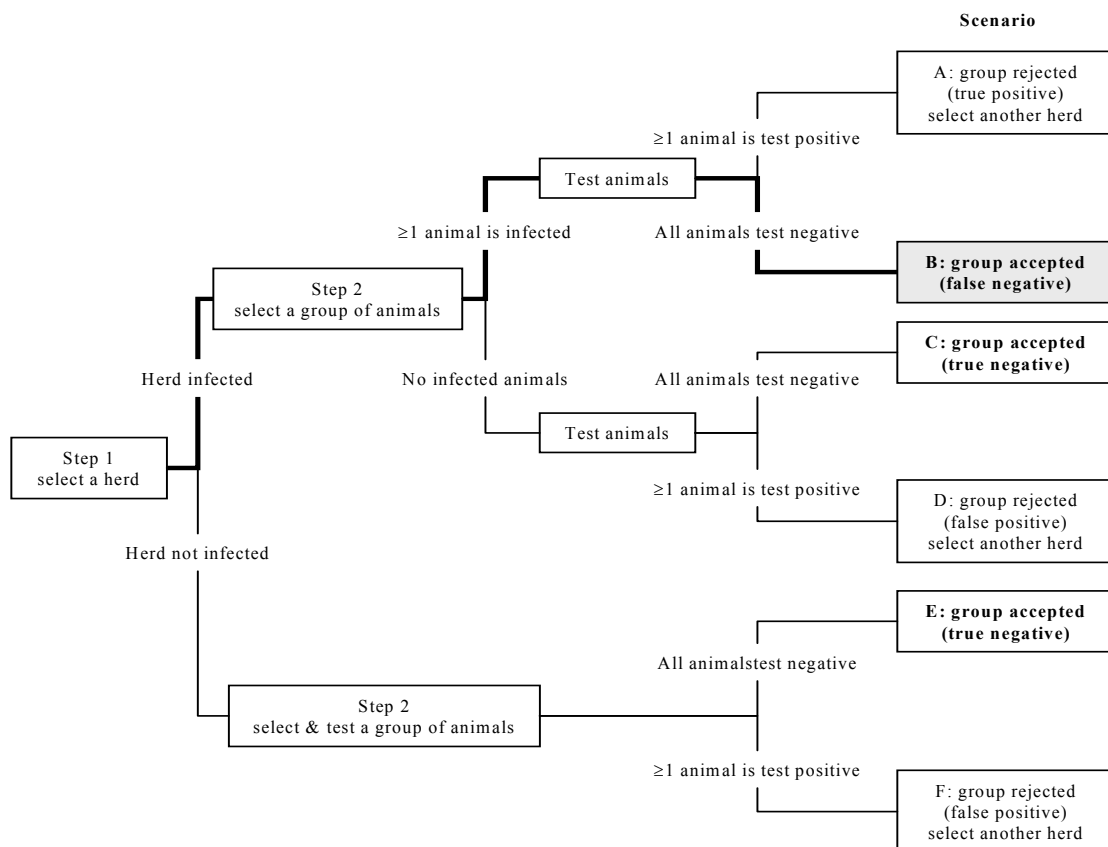 Scenario
A: group rejected
(true positive)
select another herd
≥1 animal is test positive
Test animals
≥1 animal is infected
All animals test negative
B: group accepted
(false negative)
Step 2
select a group of animals
C: group accepted
(true negative)
Herd infected
No infected animals
All animals test negative
Test animals
Step 1
select a herd
≥1 animal is test positive
D: group rejected
(false positive)
select another herd
Herd not infected
E: group accepted
(true negative)
All animalstest negative
Step 2
select & test a group of animals
≥1 animal is test positive
F: group rejected
(false positive)
select another herd